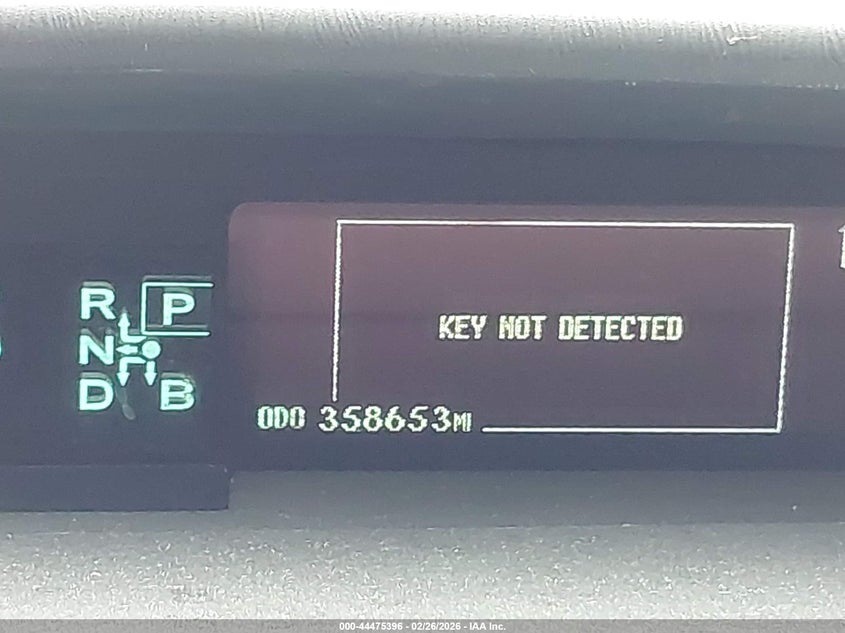 R P
N
D B
KEY NOT DETECTED
ODO 358653MI
000-44475396 - 02/26/2026 - IAA Inc.